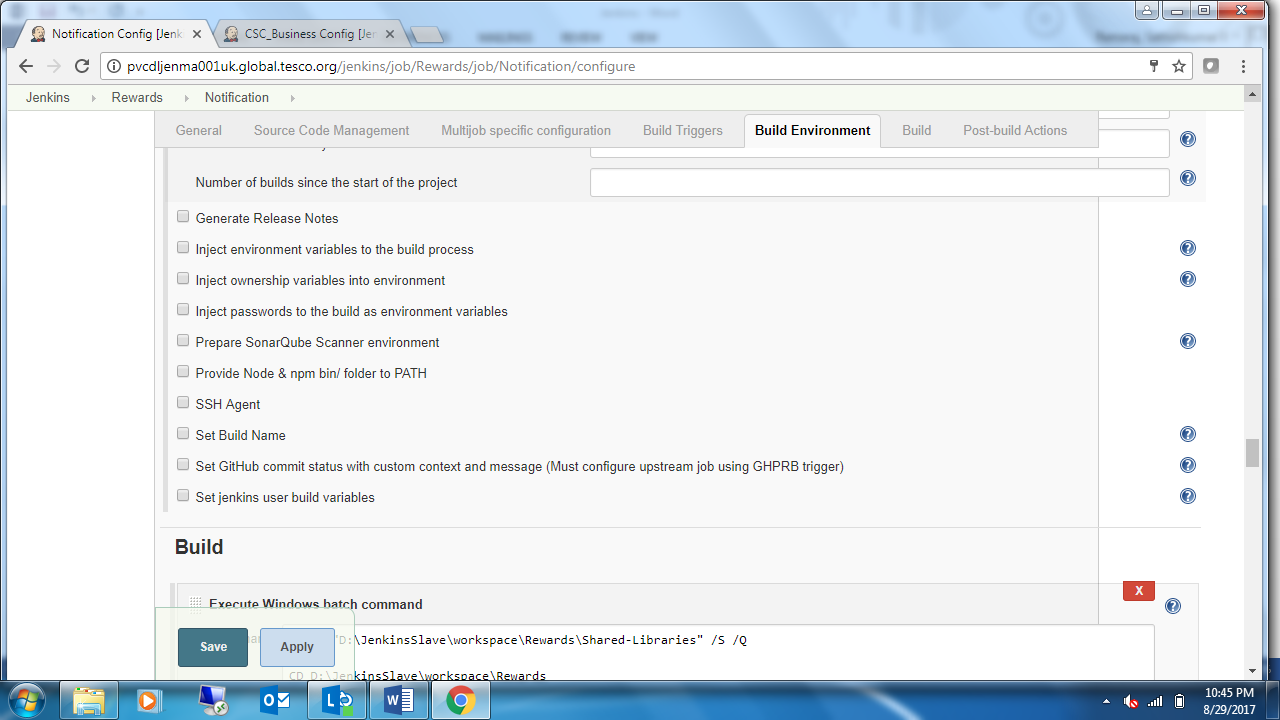 Notification Config [Jenk
CSC_Business Config [Jen
pvcdljenma001uk.global.tesco.org/jenkins/job/Rewards/job/Notification/configure
Jenkins Rewards Notification
General Source Code Management Multijob specific configuration Build Triggers Build Environment Build Post-build Actions
Number of builds since the start of the project
Generate Release Notes
Inject environment variables to the build process
Inject ownership variables into environment
Inject passwords to the build as environment variables
Prepare SonarQube Scanner environment
Provide Node & npm bin/ folder to PATH
SSH Agent
Set Build Name
Set GitHub commit status with custom context and message (Must configure upstream job using GHPRB trigger)
Set jenkins user build variables
Build
X
Execute Windows batch command
"D:\JenkinsSlave\workspace\Rewards\Shared-Libraries" /S /Q
CD D:\JenkinsSlave\workspace\Rewards
Save Apply
10:45 PM
8/29/2017